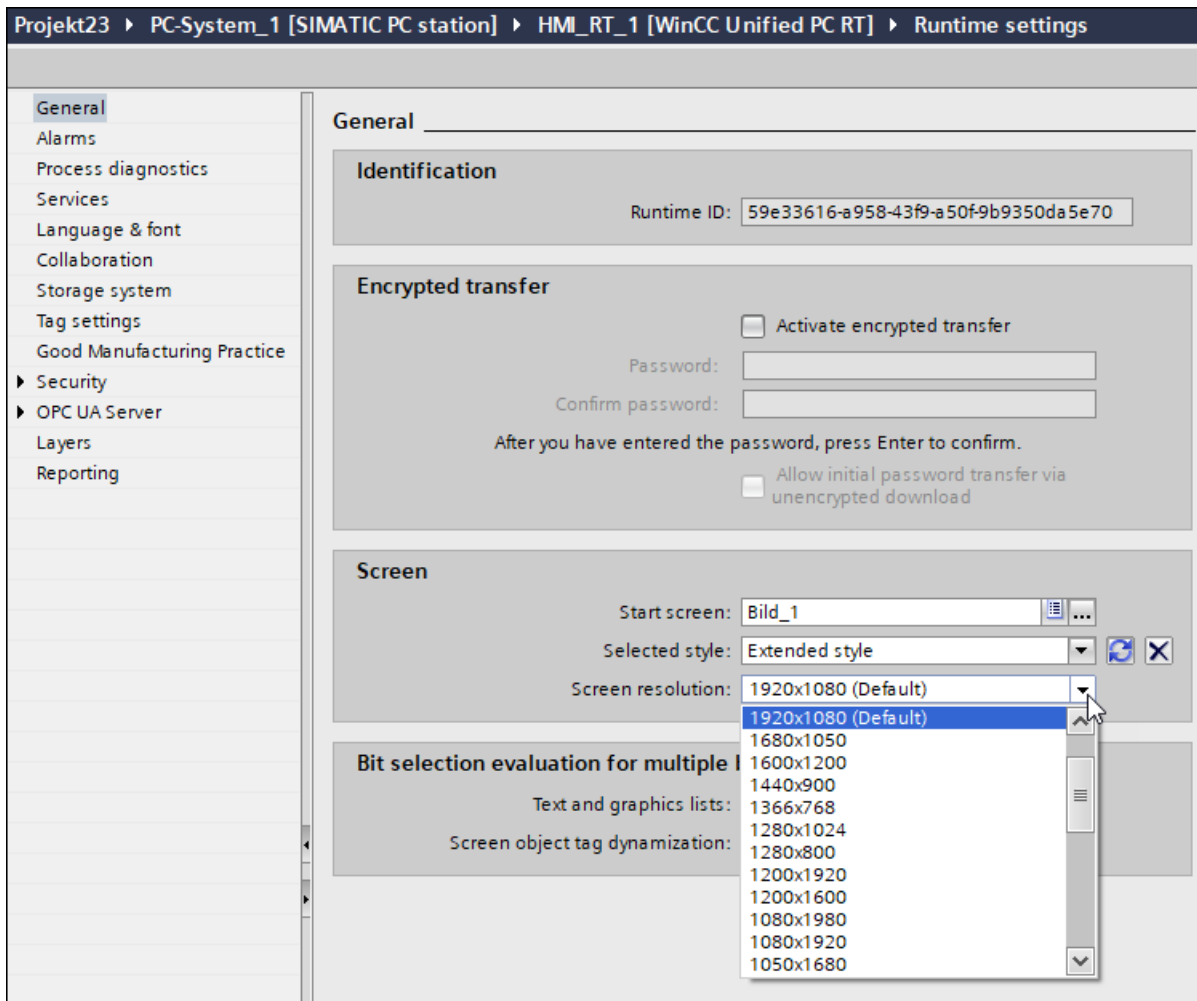 Projekt23 ▸ PC-System_1 [SIMATIC PC station] ▸ HMI_RT_1 [WinCC Unified PC RT] ▸ Runtime settings
General
Alarms
Process diagnostics
Services
Language & font
Collaboration
Storage system
Tag settings
Good Manufacturing Practice
Security
OPC UA Server
Layers
Reporting
General
Identification
Runtime ID: 59e33616-a958-43f9-a50f-9b9350da5e70
Encrypted transfer
Activate encrypted transfer
Password:
Confirm password:
After you have entered the password, press Enter to confirm.
Allow initial password transfer via
unencrypted download
Screen
Start screen: Bild_1 ...
Selected style: Extended style
Screen resolution: 1920x1080 (Default)
1920x1080 (Default)
1680x1050
1600x1200
1440x900
1366x768
1280x1024
1280x800
1200x1920
1200x1600
1080x1980
1080x1920
1050x1680
Bit selection evaluation for multiple
Text and graphics lists:
Screen object tag dynamization: